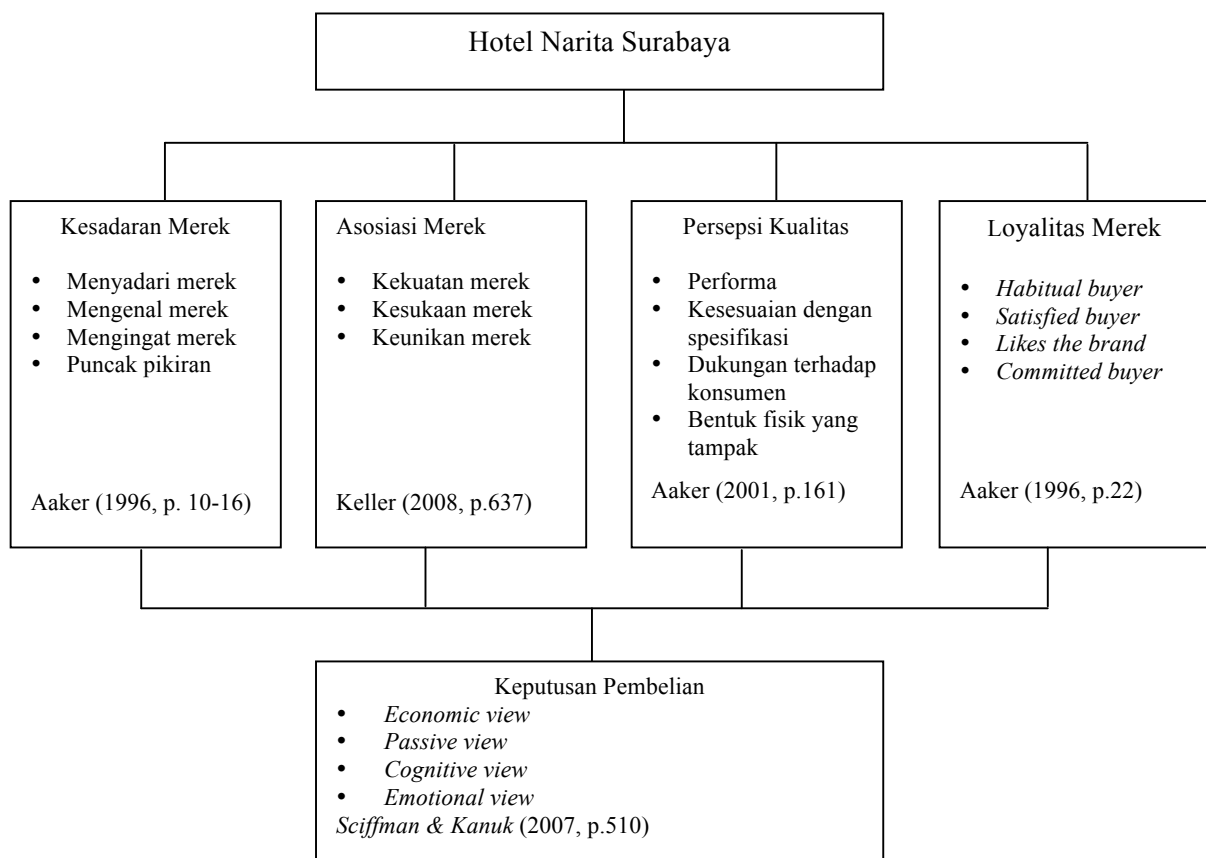 Hotel Narita Surabaya
Kesadaran Merek
• Menyadari merek
• Mengenal merek
• Mengingat merek
• Puncak pikiran
Aaker (1996, p. 10-16)
Asosiasi Merek
• Kekuatan merek
• Kesukaan merek
• Keunikan merek
Keller (2008, p.637)
Persepsi Kualitas
• Performa
• Kesesuaian dengan
spesifikasi
• Dukungan terhadap
konsumen
• Bentuk fisik yang
tampak
Aaker (2001, p.161)
Loyalitas Merek
• Habitual buyer
• Satisfied buyer
• Likes the brand
• Committed buyer
Aaker (1996, p.22)
Keputusan Pembelian
• Economic view
• Passive view
• Cognitive view
• Emotional view
Sciffman & Kanuk (2007, p.510)